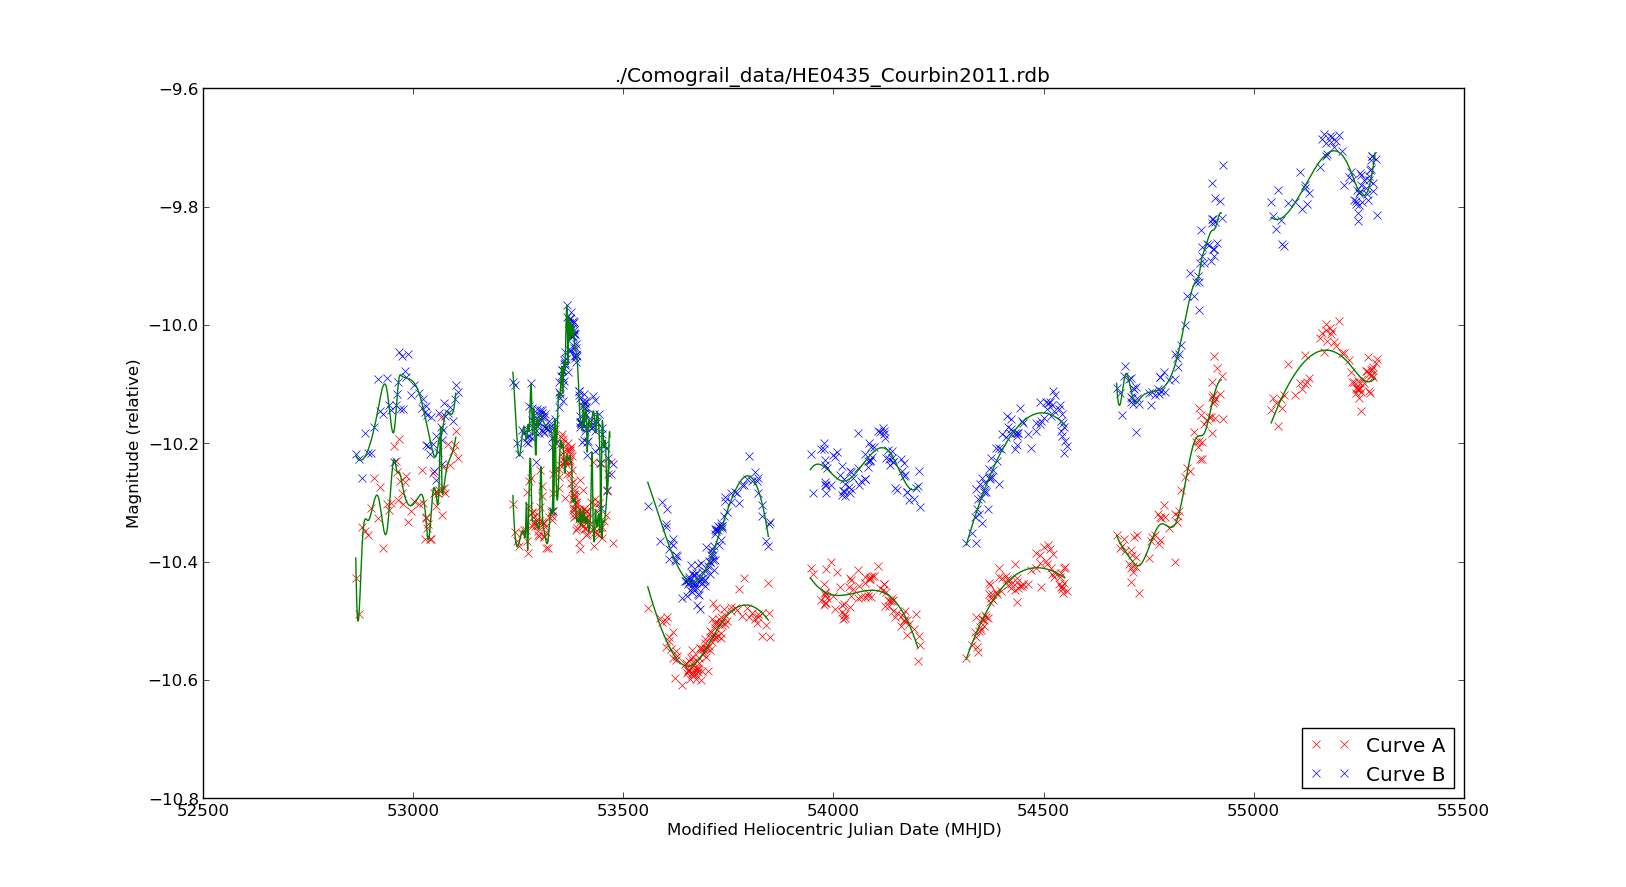 ./Comograil_data/HE0435_Courbin2011.rdb
Magnitude (relative)
−9.6
−9.8
−10.0
−10.2
−10.4
−10.6
−10.8
Curve A
Curve B
52500 53000 53500 54000 54500 55000 55500
Modified Heliocentric Julian Date (MHJD)